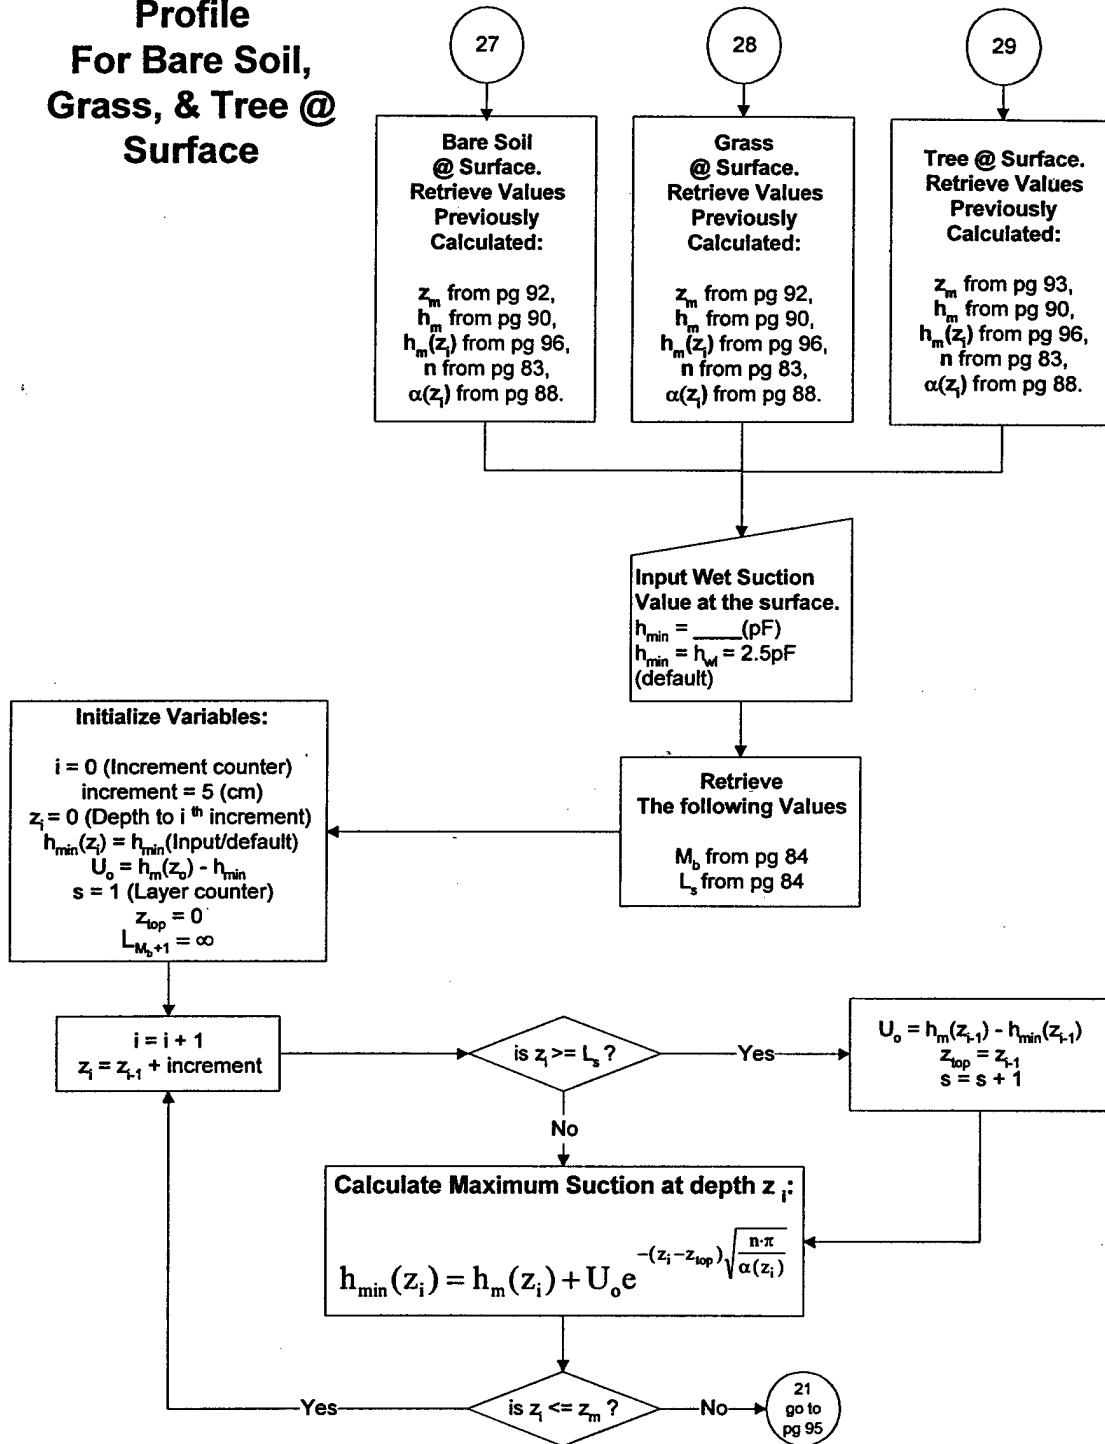 Profile
For Bare Soil,
Grass, & Tree @
Surface
27
28
29
Bare Soil
@ Surface.
Retrieve Values
Previously
Calculated:
z_m from pg 92,
h_m from pg 90,
h_m(z_i) from pg 96,
n from pg 83,
α(z_i) from pg 88.
Grass
@ Surface.
Retrieve Values
Previously
Calculated:
z_m from pg 92,
h_m from pg 90,
h_m(z_i) from pg 96,
n from pg 83,
α(z_i) from pg 88.
Tree @ Surface.
Retrieve Values
Previously
Calculated:
z_m from pg 93,
h_m from pg 90,
h_m(z_i) from pg 96,
n from pg 83,
α(z_i) from pg 88.
Input Wet Suction
Value at the surface.
h_min = ____(pF)
h_min = h_wl = 2.5pF
(default)
Retrieve
The following Values
M_b from pg 84
L_s from pg 84
Initialize Variables:
i = 0 (Increment counter)
increment = 5 (cm)
z_i = 0 (Depth to i th increment)
h_min(z_i) = h_min(Input/default)
U_o = h_m(z_o) - h_min
s = 1 (Layer counter)
z_top = 0
L_{M_b+1} = ∞
i = i + 1
z_i = z_{i-1} + increment
is z_i >= L_s ?
Yes
U_o = h_m(z_{i-1}) - h_min(z_{i-1})
z_top = z_{i-1}
s = s + 1
No
Calculate Maximum Suction at depth z_i:
h_min(z_i) = h_m(z_i) + U_o e^{-(z_i-z_top)√(n·π/α(z_i))}
is z_i <= z_m ?
Yes
No
21
go to
pg 95